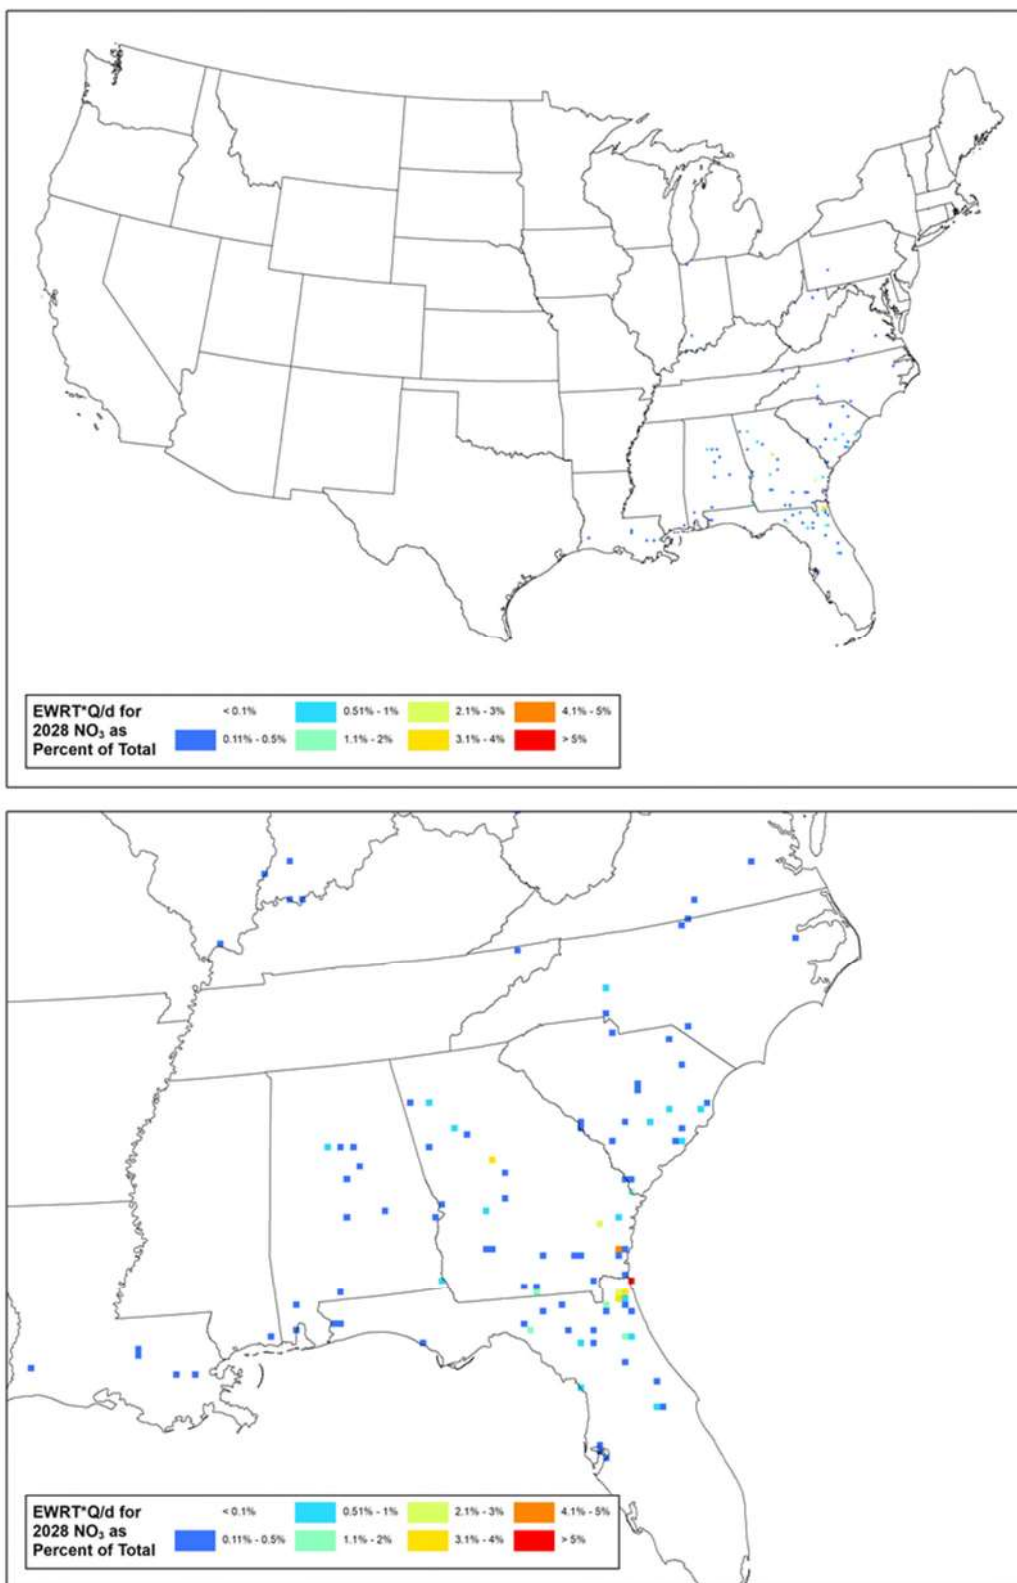 EWRT*Q/d for
2028 NO₃ as
Percent of Total
< 0.1% 0.51% - 1% 2.1% - 3% 4.1% - 5%
0.11% - 0.5% 1.1% - 2% 3.1% - 4% > 5%
EWRT*Q/d for
2028 NO₃ as
Percent of Total
< 0.1% 0.51% - 1% 2.1% - 3% 4.1% - 5%
0.11% - 0.5% 1.1% - 2% 3.1% - 4% > 5%